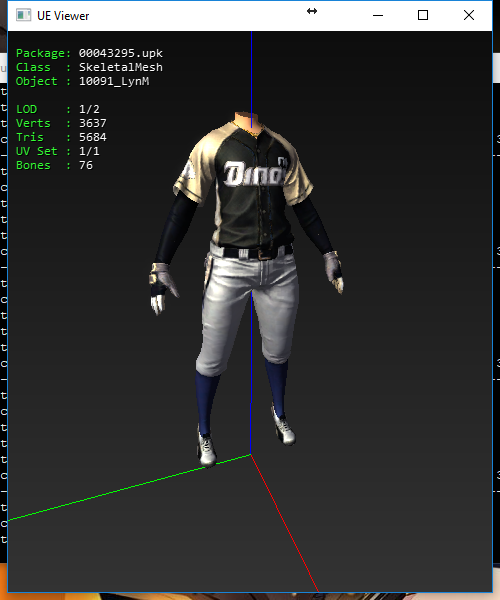 UE Viewer
Package: 00043295.upk
Class : SkeletalMesh
Object : 10091_LynM
LOD : 1/2
Verts : 3637
Tris : 5684
UV Set : 1/1
Bones : 76
Dinos